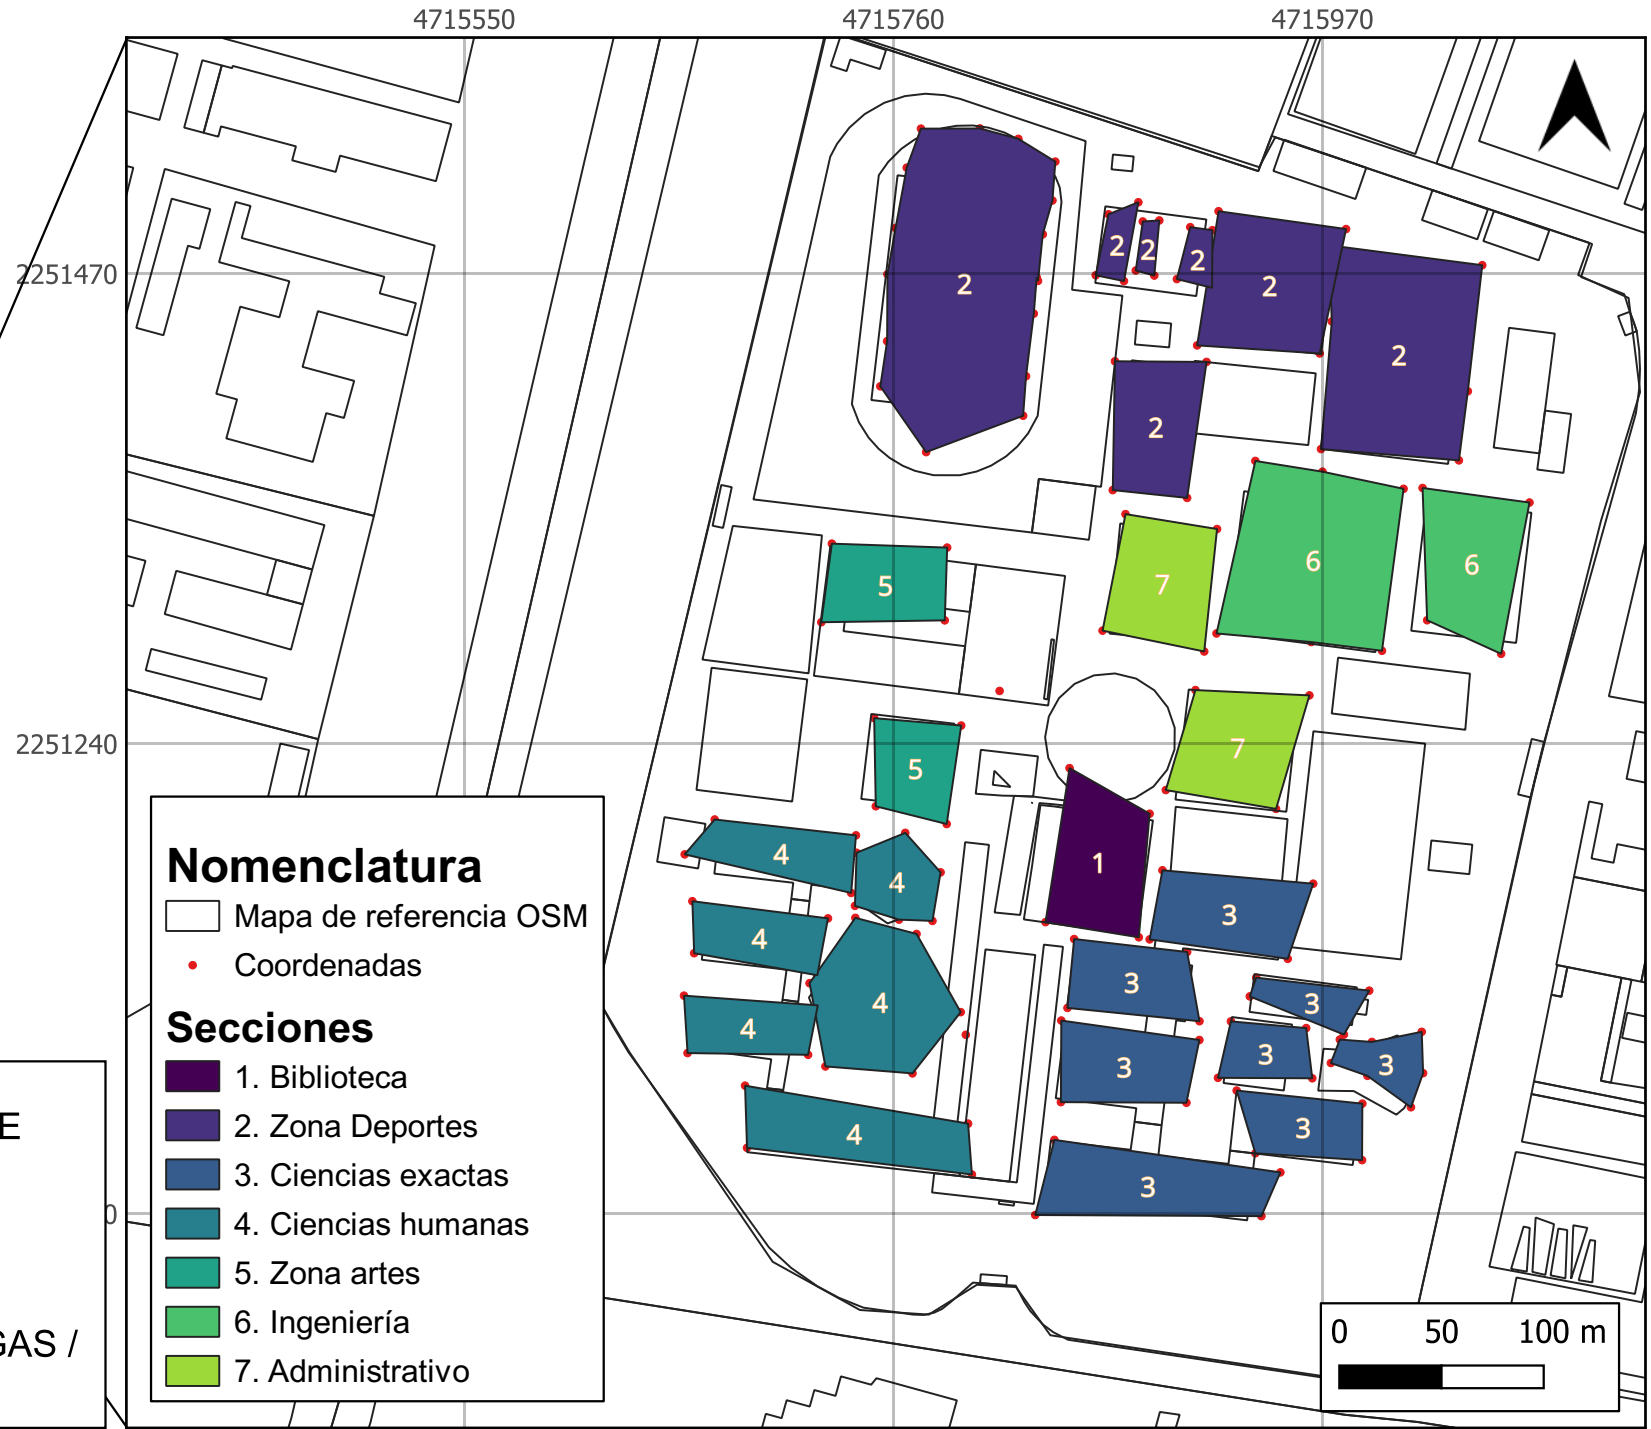 4715550 4715760 4715970
2251470
2251240
0
2
2 2 2 2
2
2
5
7
6
6
5
7
4
4
1
3
4
4
3
3
4
3
3
3
4
3
3
Nomenclatura
Mapa de referencia OSM
Coordenadas
Secciones
1. Biblioteca
2. Zona Deportes
3. Ciencias exactas
4. Ciencias humanas
5. Zona artes
6. Ingeniería
7. Administrativo
E
GAS /
0 50 100 m